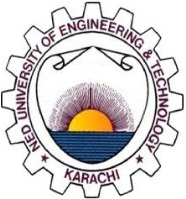 NED UNIVERSITY OF ENGINEERING & TECHNOLOGY
KARACHI